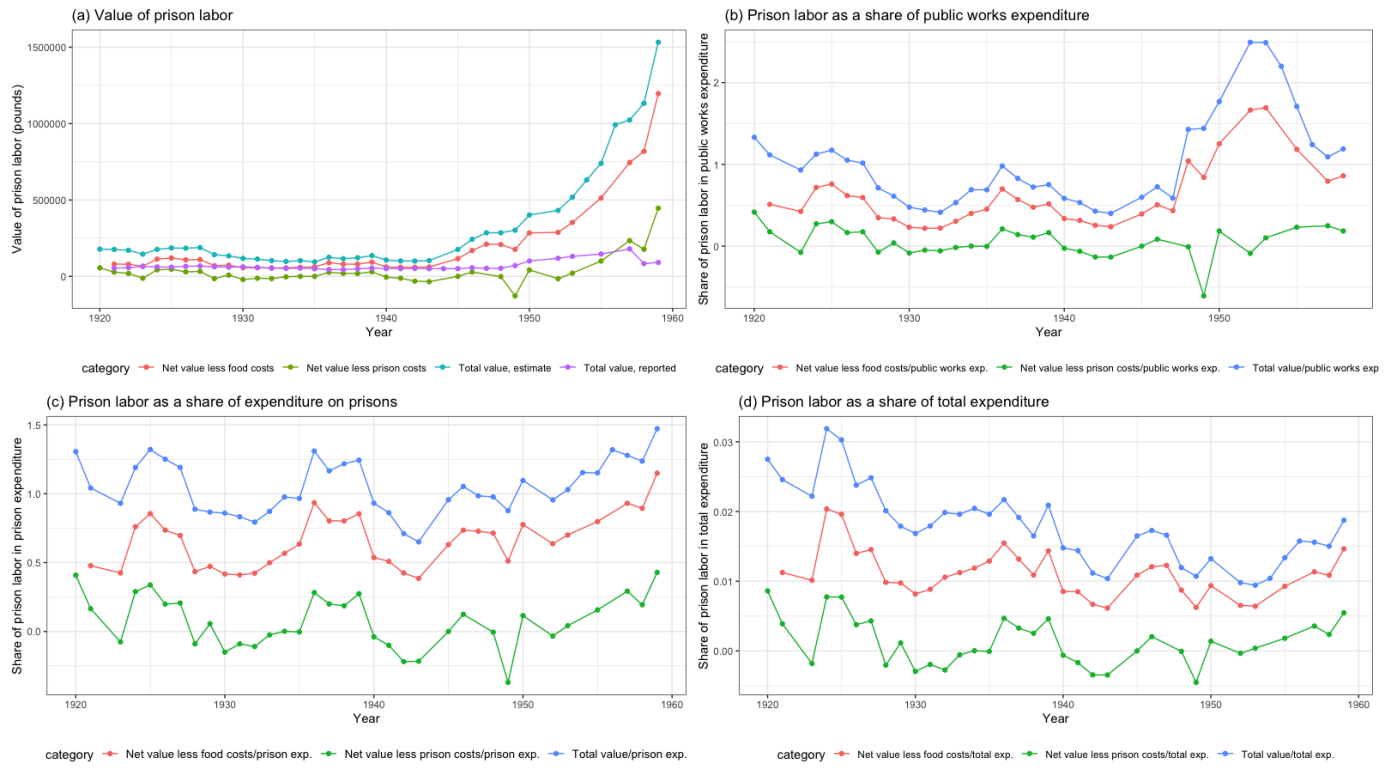 (a) Value of prison labor
Value of prison labor (pounds)
1500000
1000000
500000
0
1920
1930
1940
1950
1960
Year
category
Net value less food costs
Net value less prison costs
Total value, estimate
Total value, reported
(b) Prison labor as a share of public works expenditure
Share of prison labor in public works expenditure
2
1
0
1920
1930
1940
1950
Year
category
Net value less food costs/public works exp.
Net value less prison costs/public works exp.
Total value/public works exp
(c) Prison labor as a share of expenditure on prisons
Share of prison labor in prison expenditure
1.5
1.0
0.5
0.0
1920
1930
1940
1950
1960
Year
category
Net value less food costs/prison exp.
Net value less prison costs/prison exp.
Total value/prison exp.
(d) Prison labor as a share of total expenditure
Share of prison labor in total expenditure
0.03
0.02
0.01
0.00
1920
1930
1940
1950
1960
Year
category
Net value less food costs/total exp.
Net value less prison costs/total exp.
Total value/total exp.